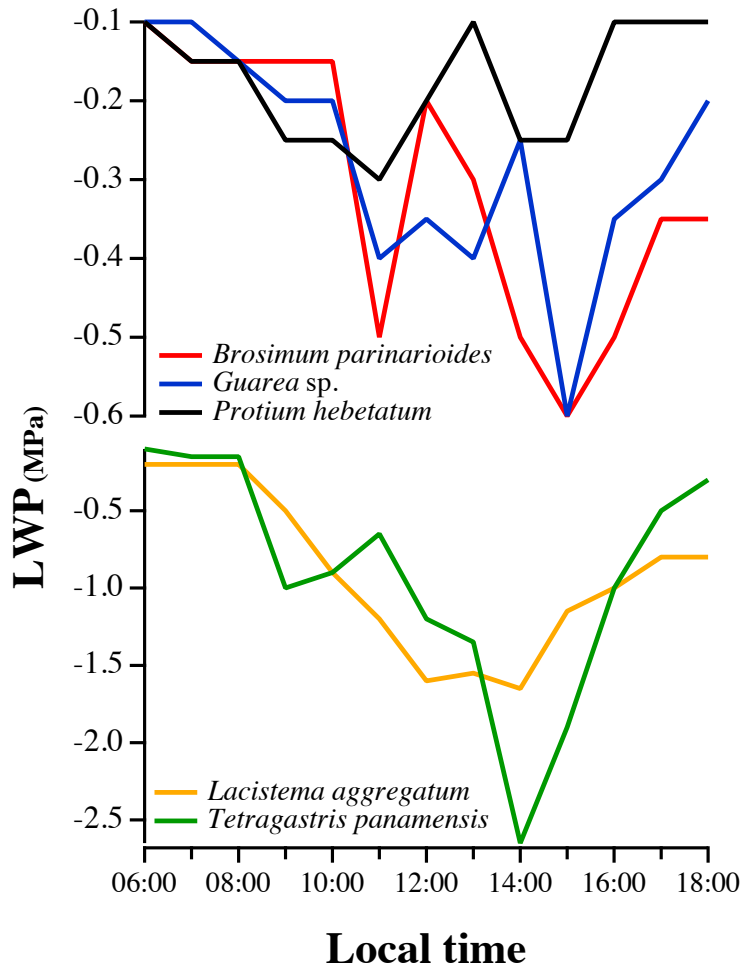 -0.1
-0.2
-0.3
-0.4
-0.5
-0.6
Brosimum parinarioides
Guarea sp.
Protium hebetatum
LWP (MPa)
-0.5
-1.0
-1.5
-2.0
-2.5
Lacistema aggregatum
Tetragastris panamensis
06:00 08:00 10:00 12:00 14:00 16:00 18:00
Local time